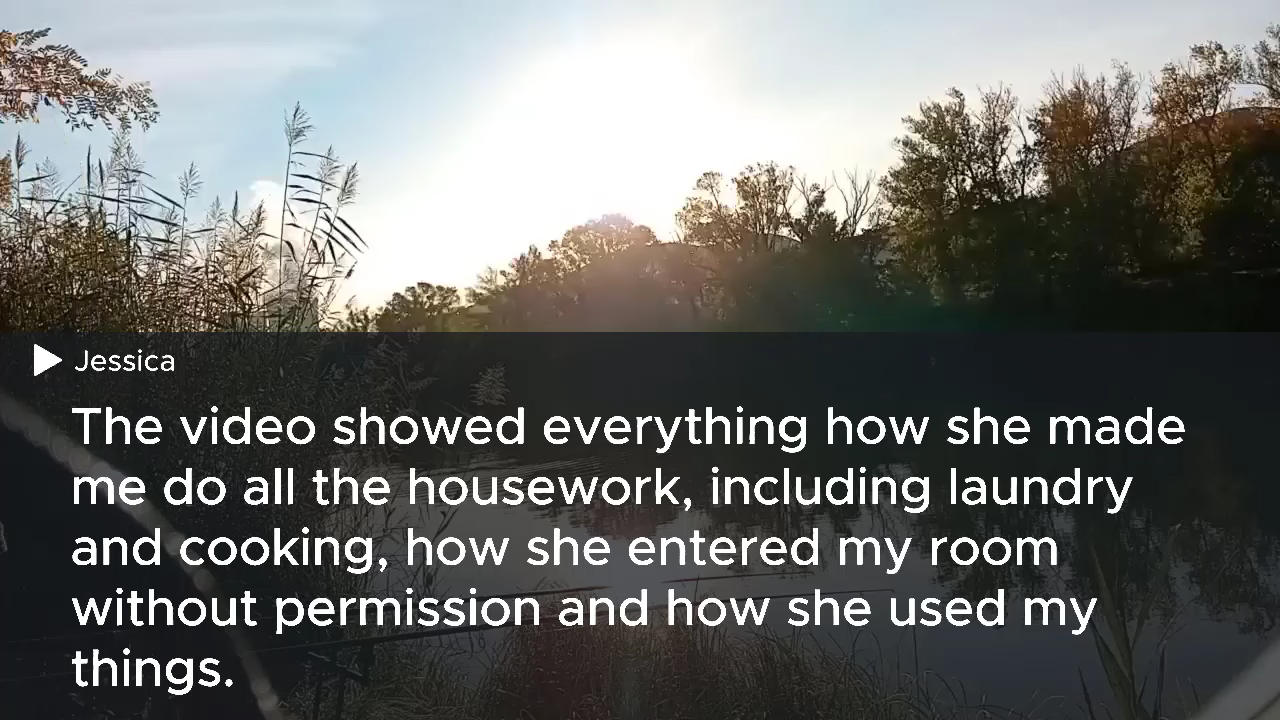 Jessica
The video showed everything how she made
me do all the housework, including laundry
and cooking, how she entered my room
without permission and how she used my
things.